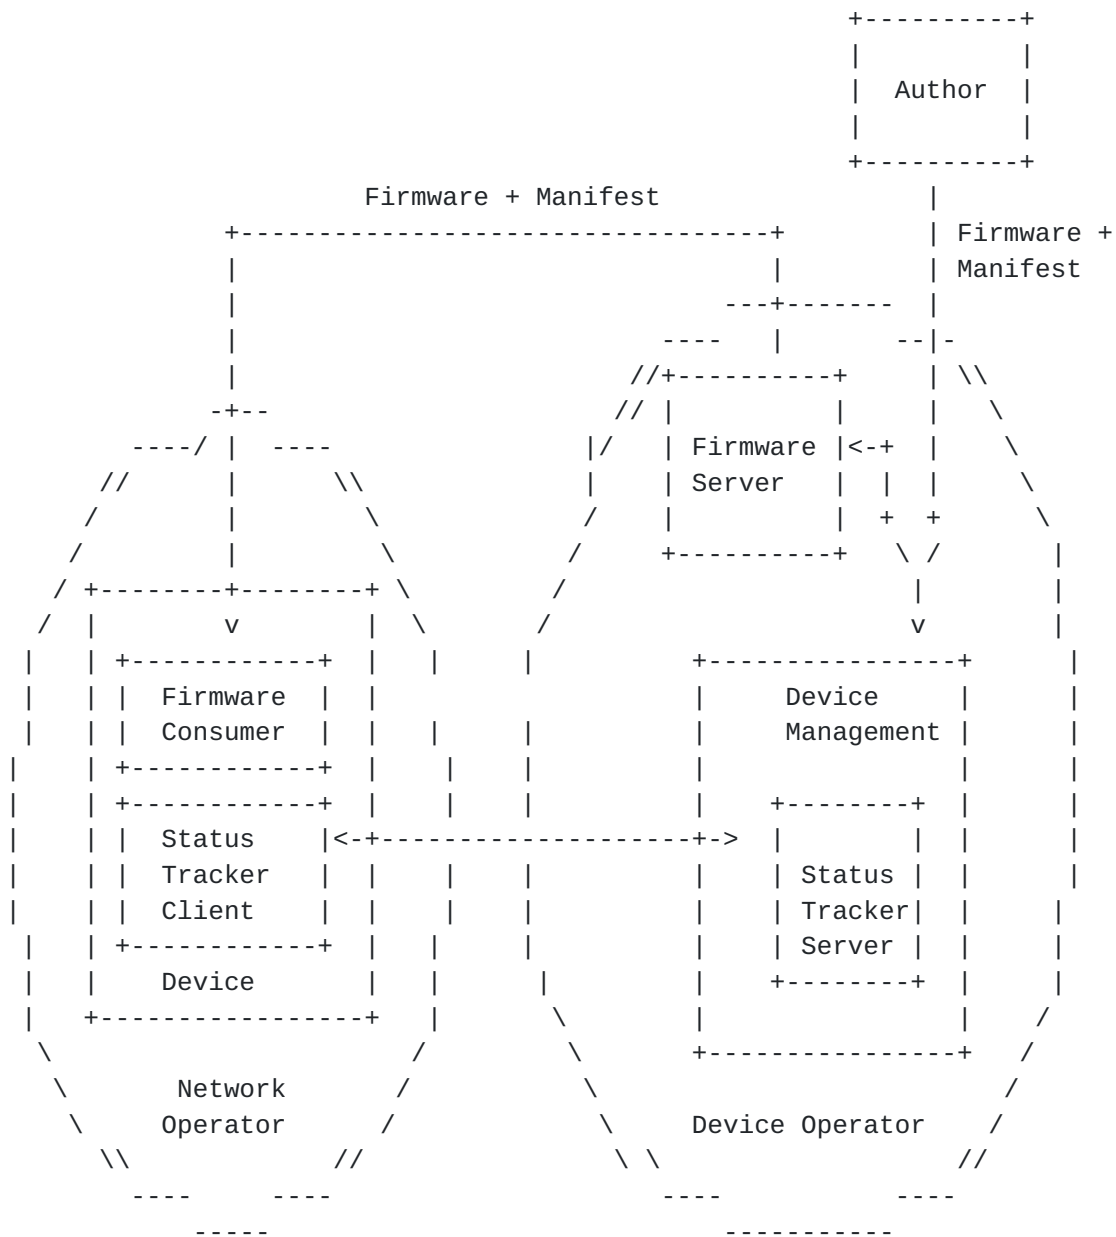 Author
Firmware + Manifest
Firmware +
Manifest
Firmware
Server
Firmware
Consumer
Device
Management
Status
Tracker
Client
Status
Tracker
Server
Device
Network
Operator
Device Operator